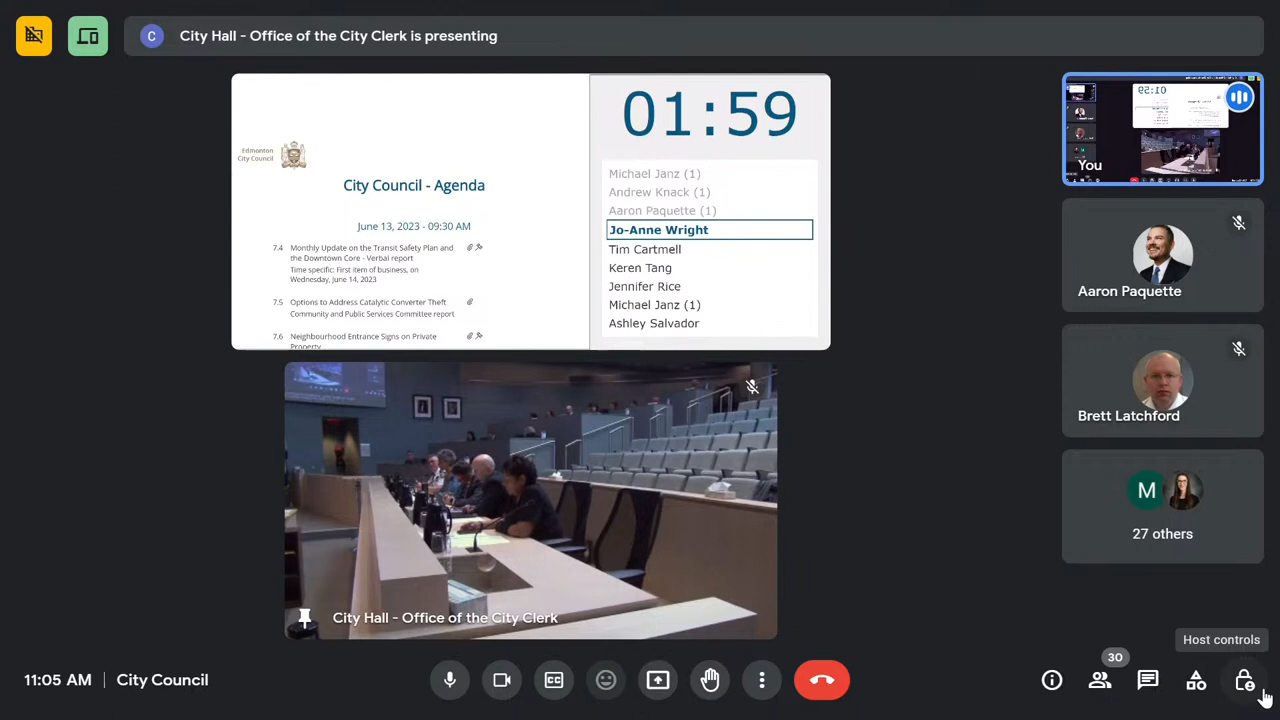 City Hall - Office of the City Clerk is presenting
C
Edmonton
City Council
City Council - Agenda
June 13, 2023 - 09:30 AM
7.4 Monthly Update on the Transit Safety Plan and
the Downtown Core - Verbal report
Time specific: First item of business, on
Wednesday, June 14, 2023
7.5 Options to Address Catalytic Converter Theft
Community and Public Services Committee report
7.6 Neighbourhood Entrance Signs on Private
Property
01:59
Michael Janz (1)
Andrew Knack (1)
Aaron Paquette (1)
Jo-Anne Wright
Tim Cartmell
Keren Tang
Jennifer Rice
Michael Janz (1)
Ashley Salvador
City Hall - Office of the City Clerk
01:59
You
Aaron Paquette
Brett Latchford
M
27 others
Host controls
30
11:05 AM City Council